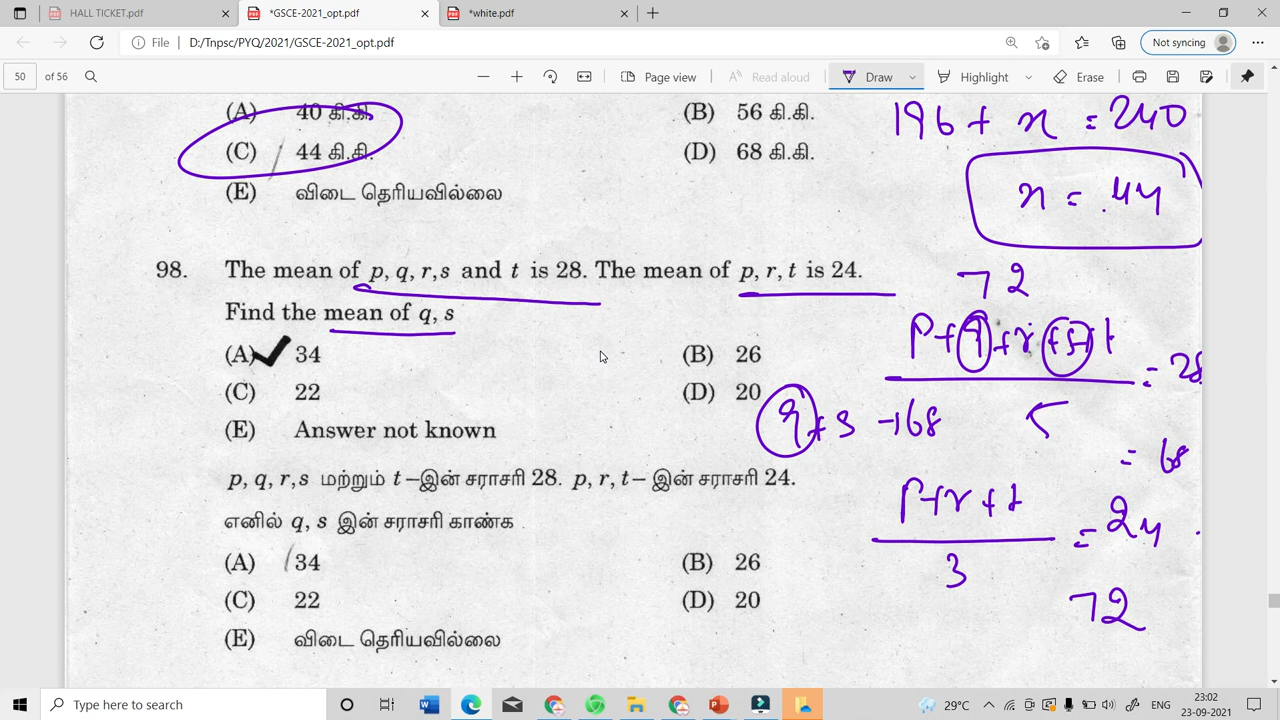 HALL TICKET.pdf
*GSCE-2021_opt.pdf
*white.pdf
File D:/Tnpsc/PYQ/2021/GSCE-2021_opt.pdf
Not syncing
50 of 56
Page view
Read aloud
Draw
Highlight
Erase
(A) 40 கி.கி. (B) 56 கி.கி.
(C) 44 கி.கி. (D) 68 கி.கி.
(E) விடை தெரியவில்லை
196 + x = 240
x = 44
98. The mean of p, q, r, s and t is 28. The mean of p, r, t is 24.
Find the mean of q, s
(A) 34 (B) 26
(C) 22 (D) 20
(E) Answer not known
p, q, r, s மற்றும் t –இன் சராசரி 28. p, r, t – இன் சராசரி 24.
எனில் q, s இன் சராசரி காண்க
(A) 34 (B) 26
(C) 22 (D) 20
(E) விடை தெரியவில்லை
72
p+q+r+s+t
= 28
5
q+s = 68
= 68
p+r+t
= 24
3
72
Type here to search
29°C
ENG
23:02
23-09-2021